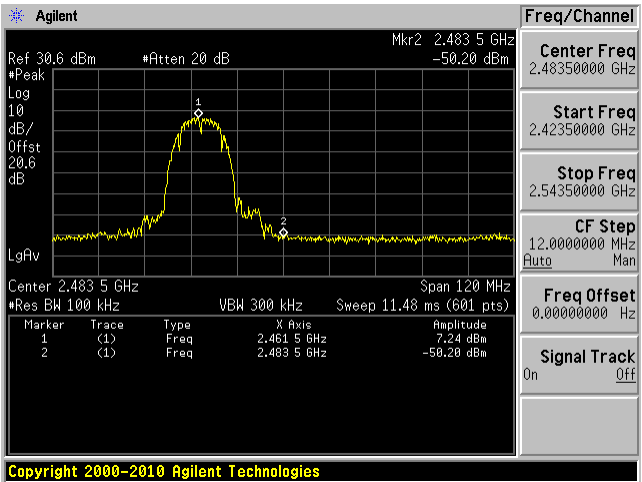 Agilent
Freq/Channel
Mkr2 2.483 5 GHz
Ref 30.6 dBm #Atten 20 dB -50.20 dBm
#Peak
Log
10
dB/
Offst
20.6
dB
1
2
LgAv
Center 2.483 5 GHz Span 120 MHz
#Res BW 100 kHz VBW 300 kHz Sweep 11.48 ms (601 pts)
Marker Trace Type X Axis Amplitude
1 (1) Freq 2.461 5 GHz 7.24 dBm
2 (1) Freq 2.483 5 GHz -50.20 dBm
Center Freq
2.48350000 GHz
Start Freq
2.42350000 GHz
Stop Freq
2.54350000 GHz
CF Step
12.0000000 MHz
Auto Man
Freq Offset
0.00000000 Hz
Signal Track
On Off
Copyright 2000-2010 Agilent Technologies